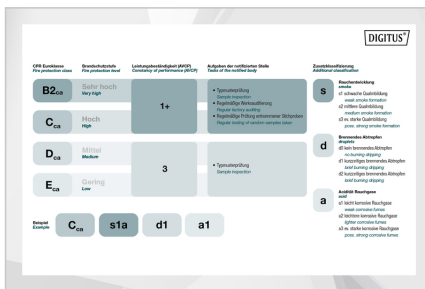 DIGITUS®
CPR Euroklasse
Fire protection class
Brandschutzstufe
Fire protection level
Leistungsbeständigkeit (AVCP)
Constancy of performance (AVCP)
Aufgaben der notifizierten Stelle
Tasks of the notified body
Zusatzklassifizierung
Additional classification
B2ca
Sehr hoch
Very high
Cca
Hoch
High
1+
• Typmusterprüfung
Sample inspection
• Regelmäßige Werksauditierung
Regular factory auditing
• Regelmäßige Prüfung entnommener Stichproben
Regular testing of random samples taken
Dca
Mittel
Medium
Eca
Gering
Low
3
• Typmusterprüfung
Sample inspection
s
Rauchentwicklung
smoke
s1 schwache Qualmbildung
weak smoke formation
s2 mittlere Qualmbildung
medium smoke formation
s3 ev. starke Qualmbildung
poss. strong smoke formation
d
Brennendes Abtropfen
droplets
d0 kein brennendes Abtropfen
no burning dripping
d1 kurzzeitiges brennendes Abtropfen
brief burning dripping
d2 kurzzeitiges brennendes Abtropfen
brief burning dripping
a
Acidität Rauchgase
acid
a1 leicht korrosive Rauchgase
weak corrosive fumes
a2 leichtere korrosive Rauchgase
lighter corrosive fumes
a3 ev. starke korrosive Rauchgase
poss. strong corrosive fumes
Beispiel
Example
Cca
s1a
d1
a1